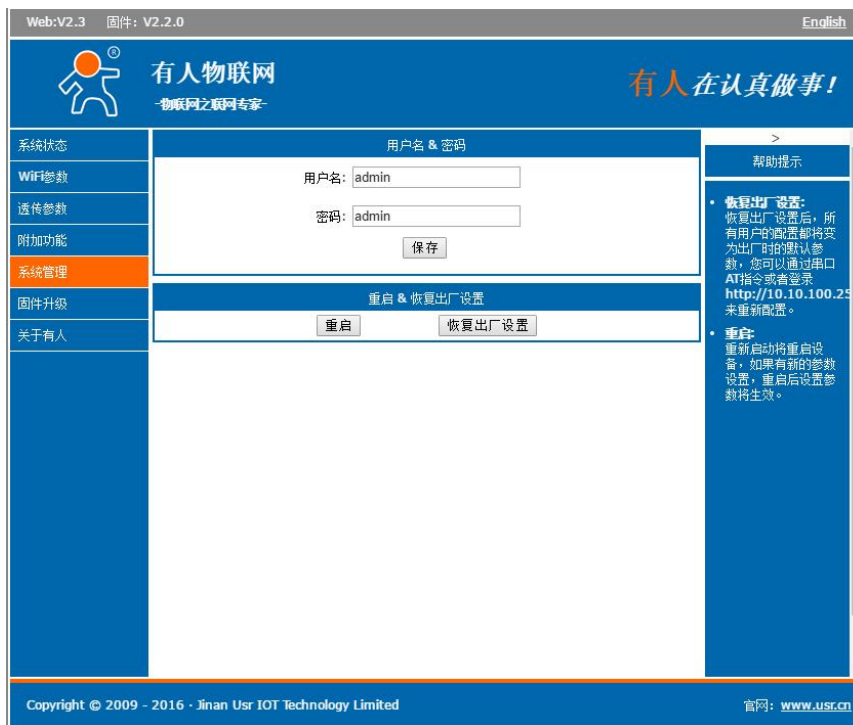 Web:V2.3 固件：V2.2.0 English
®
有人物联网
-物联网之联网专家-
有人在认真做事!
系统状态
WiFi参数
透传参数
附加功能
系统管理
固件升级
关于有人
用户名 & 密码
用户名: admin
密码: admin
保存
重启 & 恢复出厂设置
重启 恢复出厂设置
>
帮助提示
• 恢复出厂设置:
恢复出厂设置后，所
有用户的配置都将变
为出厂时的默认参
数，您可以通过串口
AT指令或者登录
http://10.10.100.25
来重新配置。
• 重启:
重新启动将重启设
备，如果有新的参数
设置，重启后设置参
数将生效。
Copyright © 2009 - 2016 · Jinan Usr IOT Technology Limited 官网: www.usr.cn